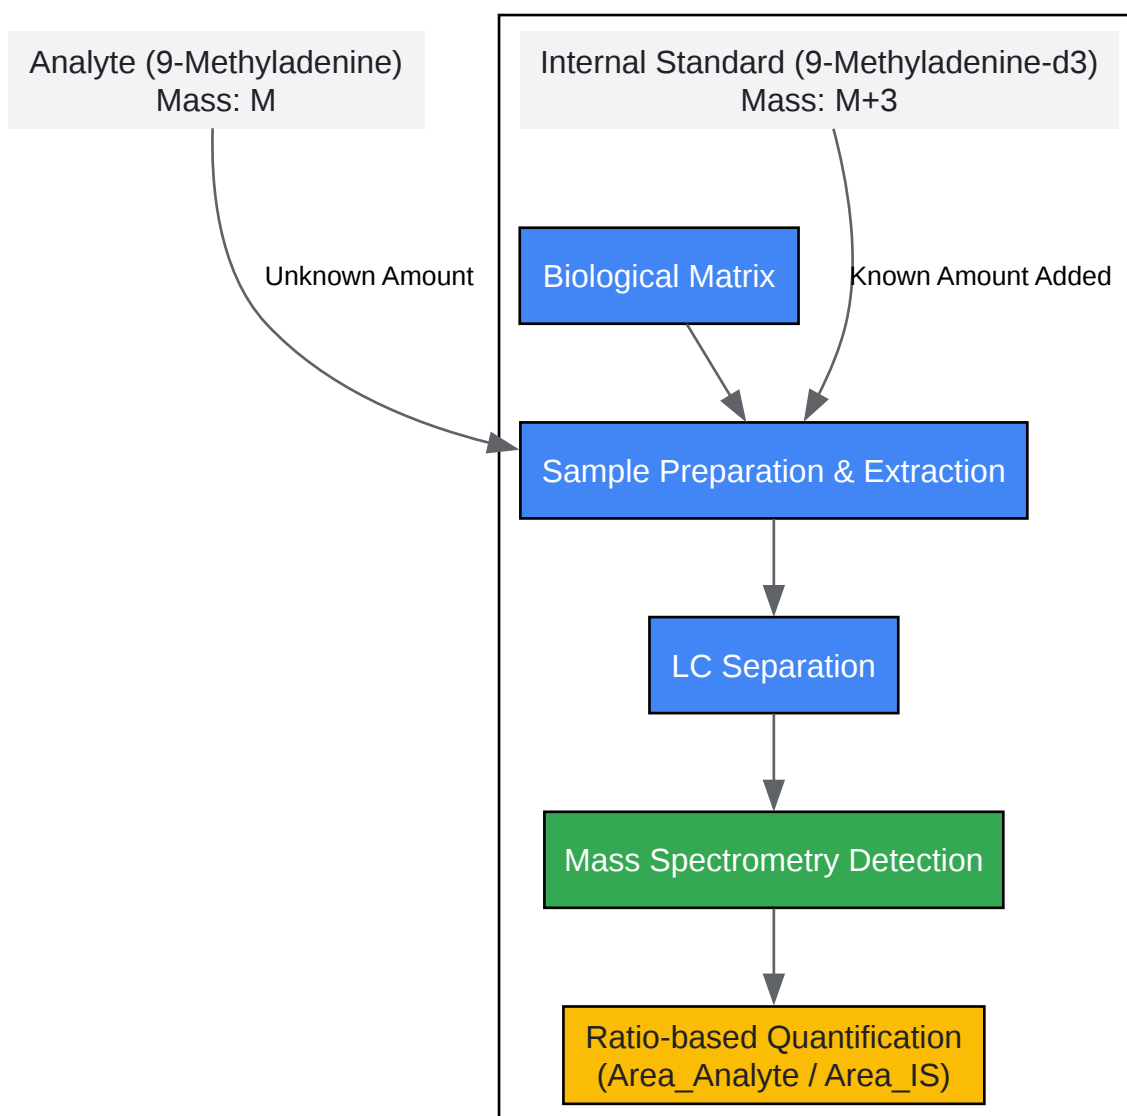 Analyte (9-Methyladenine)
Mass: M
Internal Standard (9-Methyladenine-d3)
Mass: M+3
Unknown Amount
Biological Matrix
Known Amount Added
Sample Preparation & Extraction
LC Separation
Mass Spectrometry Detection
Ratio-based Quantification
(Area_Analyte / Area_IS)